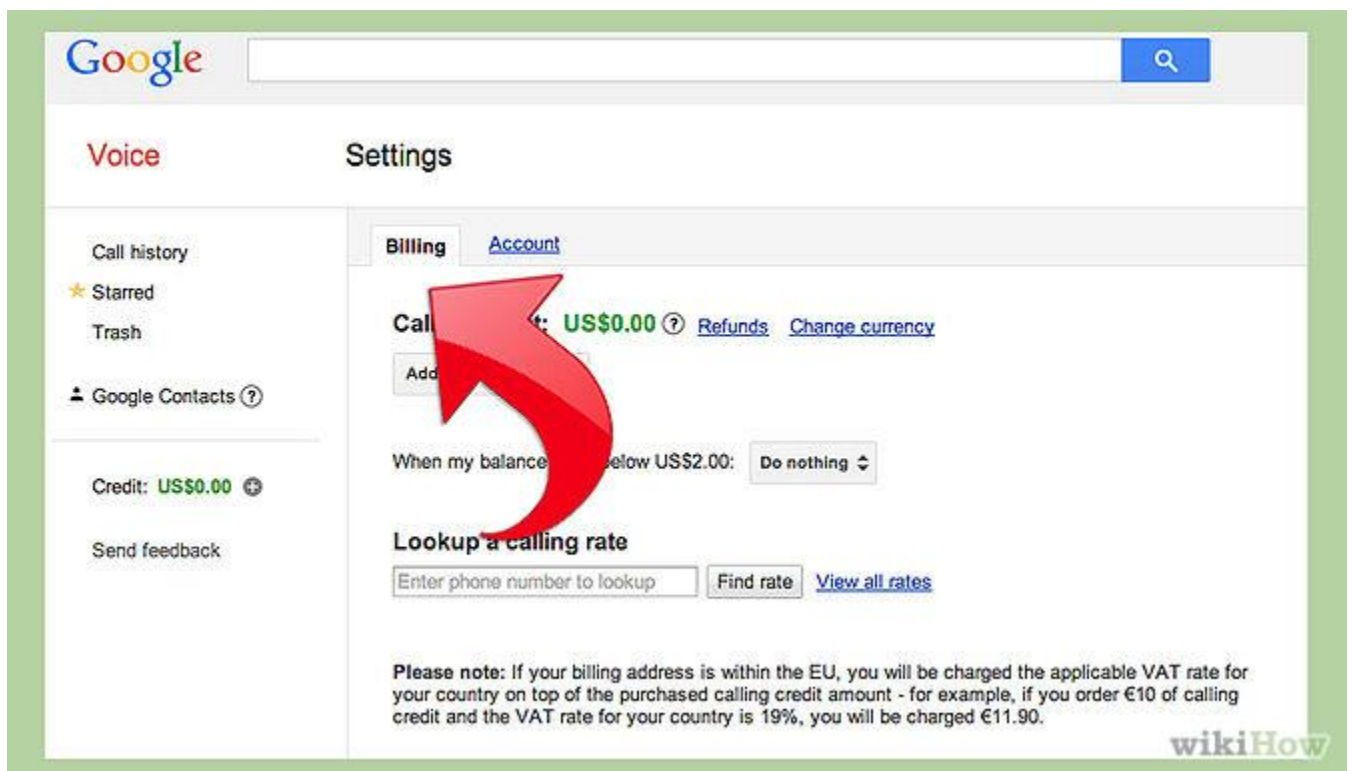 Google
Voice
Settings
Call history
Starred
Trash
Google Contacts ?
Credit: US$0.00
Send feedback
Billing Account
US$0.00 ? Refunds Change currency
Add
When my balance below US$2.00: Do nothing
Lookup a calling rate
Enter phone number to lookup Find rate View all rates
Please note: If your billing address is within the EU, you will be charged the applicable VAT rate for
your country on top of the purchased calling credit amount - for example, if you order €10 of calling
credit and the VAT rate for your country is 19%, you will be charged €11.90.
wikiHow